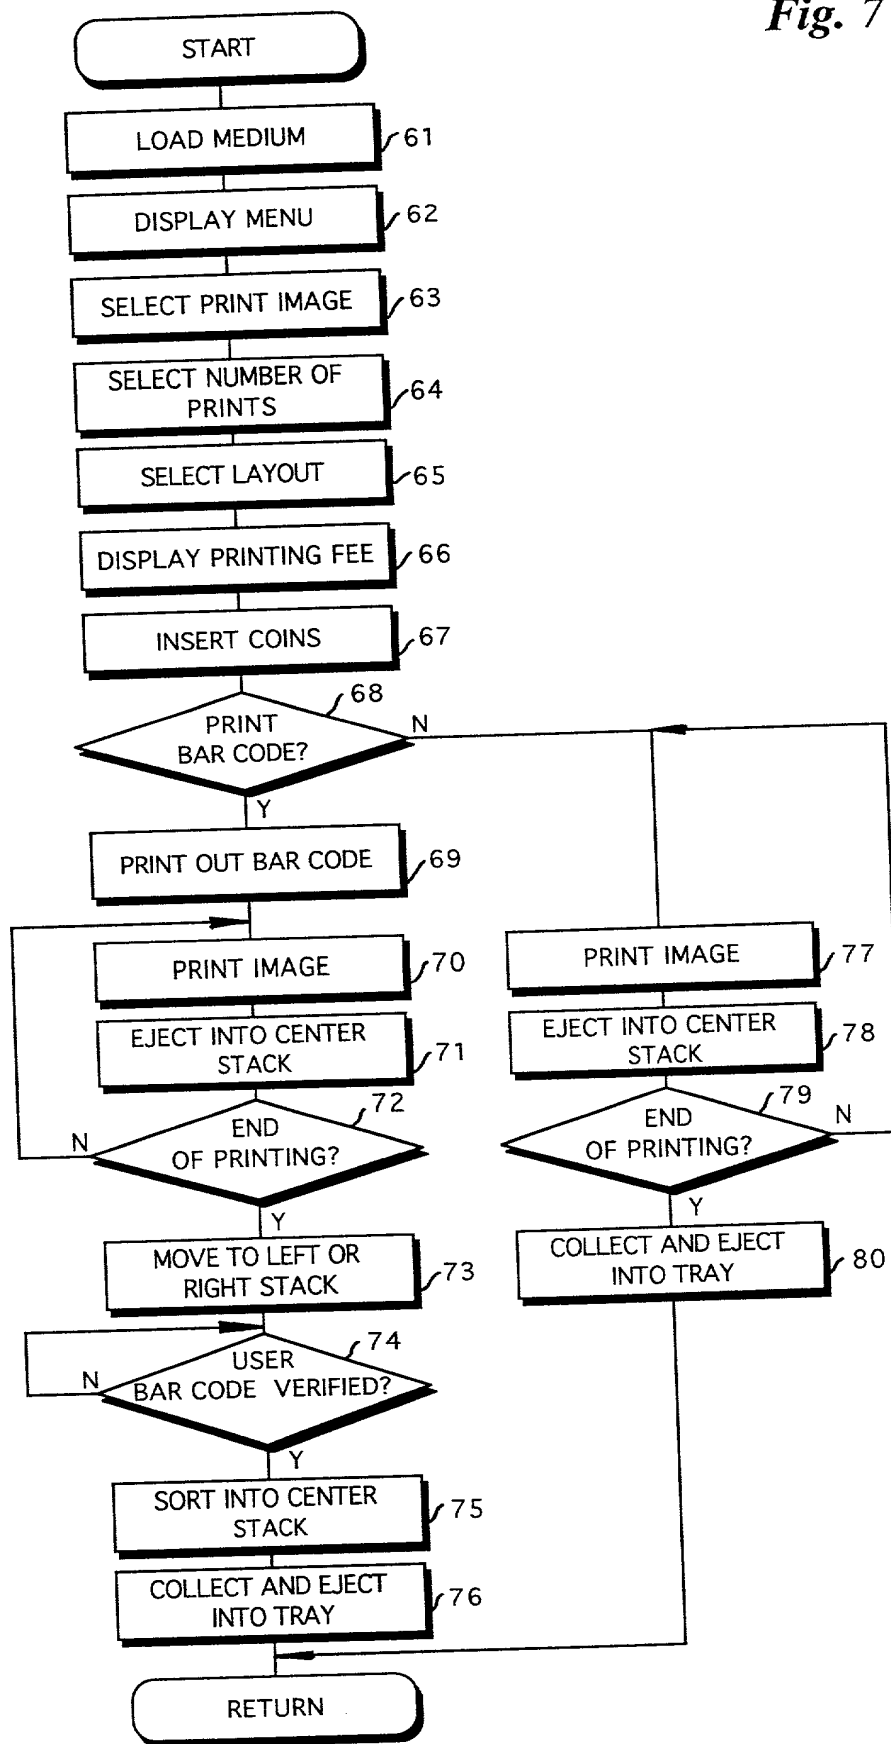 Fig. 7
START
LOAD MEDIUM
61
DISPLAY MENU
62
SELECT PRINT IMAGE
63
SELECT NUMBER OF
PRINTS
64
SELECT LAYOUT
65
DISPLAY PRINTING FEE
66
INSERT COINS
67
68
PRINT
BAR CODE?
N
Y
PRINT OUT BAR CODE
69
PRINT IMAGE
70
EJECT INTO CENTER
STACK
71
72
END
OF PRINTING?
N
Y
MOVE TO LEFT OR
RIGHT STACK
73
74
USER
BAR CODE VERIFIED?
N
Y
SORT INTO CENTER
STACK
75
COLLECT AND EJECT
INTO TRAY
76
PRINT IMAGE
77
EJECT INTO CENTER
STACK
78
79
END
OF PRINTING?
N
Y
COLLECT AND EJECT
INTO TRAY
80
RETURN